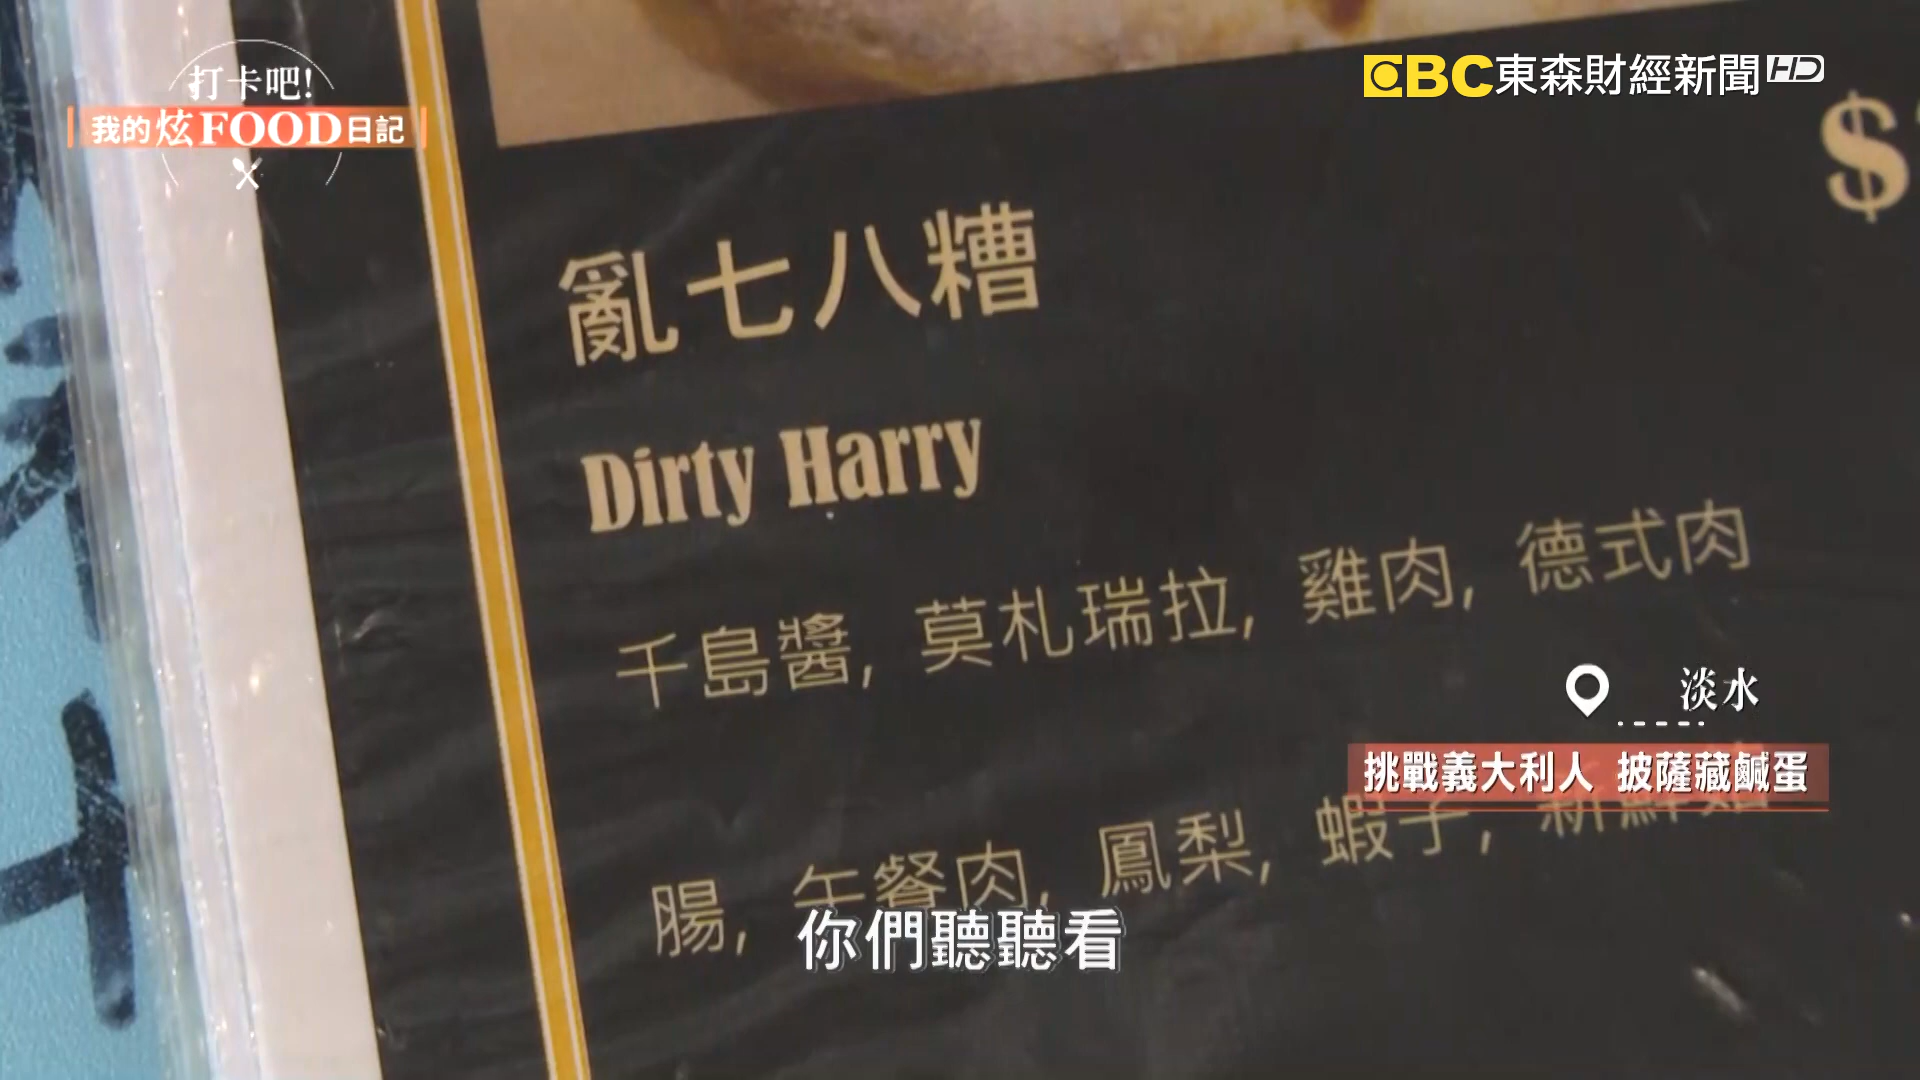 打卡吧!
我的炫FOOD日記
EBC東森財經新聞HD
$
亂七八糟
Dirty Harry
千島醬, 莫札瑞拉, 雞肉, 德式肉
腸, 午餐肉, 鳳梨, 蝦子, 新鮮
淡水
挑戰義大利人 披薩藏鹹蛋
你們聽聽看